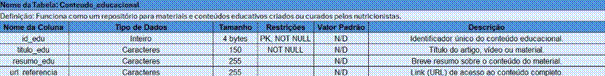 Nome da Tabela: Conteudo_educacional
Definição: Funciona como um repositório para materiais e conteúdos educativos criados ou curados pelos nutricionistas.
Nome da Coluna Tipo de Dados Tamanho Restrições Valor Padrão Descrição
id_edu Inteiro 4 bytes PK, NOT NULL N/D Identificador único do conteúdo educacional.
titulo_edu Caracteres 150 NOT NULL N/D Título do artigo, vídeo ou material.
resumo_edu Caracteres 255 N/D Breve resumo sobre o conteúdo do material.
url_referencia Caracteres 255 N/D Link (URL) de acesso ao conteúdo completo.